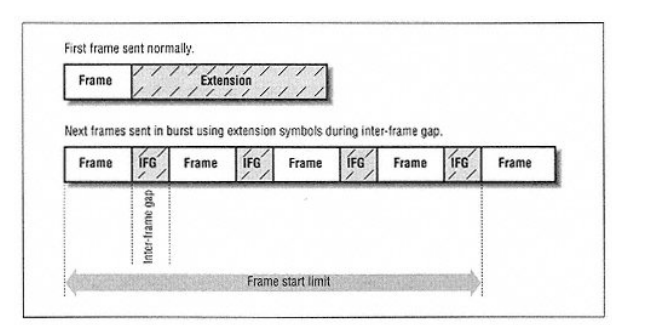 First frame sent normally.
Frame Extension
Next frames sent in burst using extension symbols during inter-frame gap.
Frame IFG Frame IFG Frame IFG Frame IFG Frame
Inter-frame gap
Frame start limit